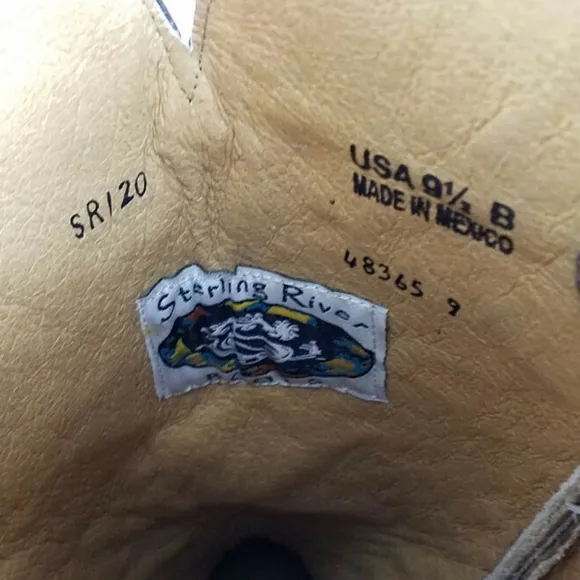 SR120
USA 9½ B
MADE IN MEXICO
48365 9
Sterling River